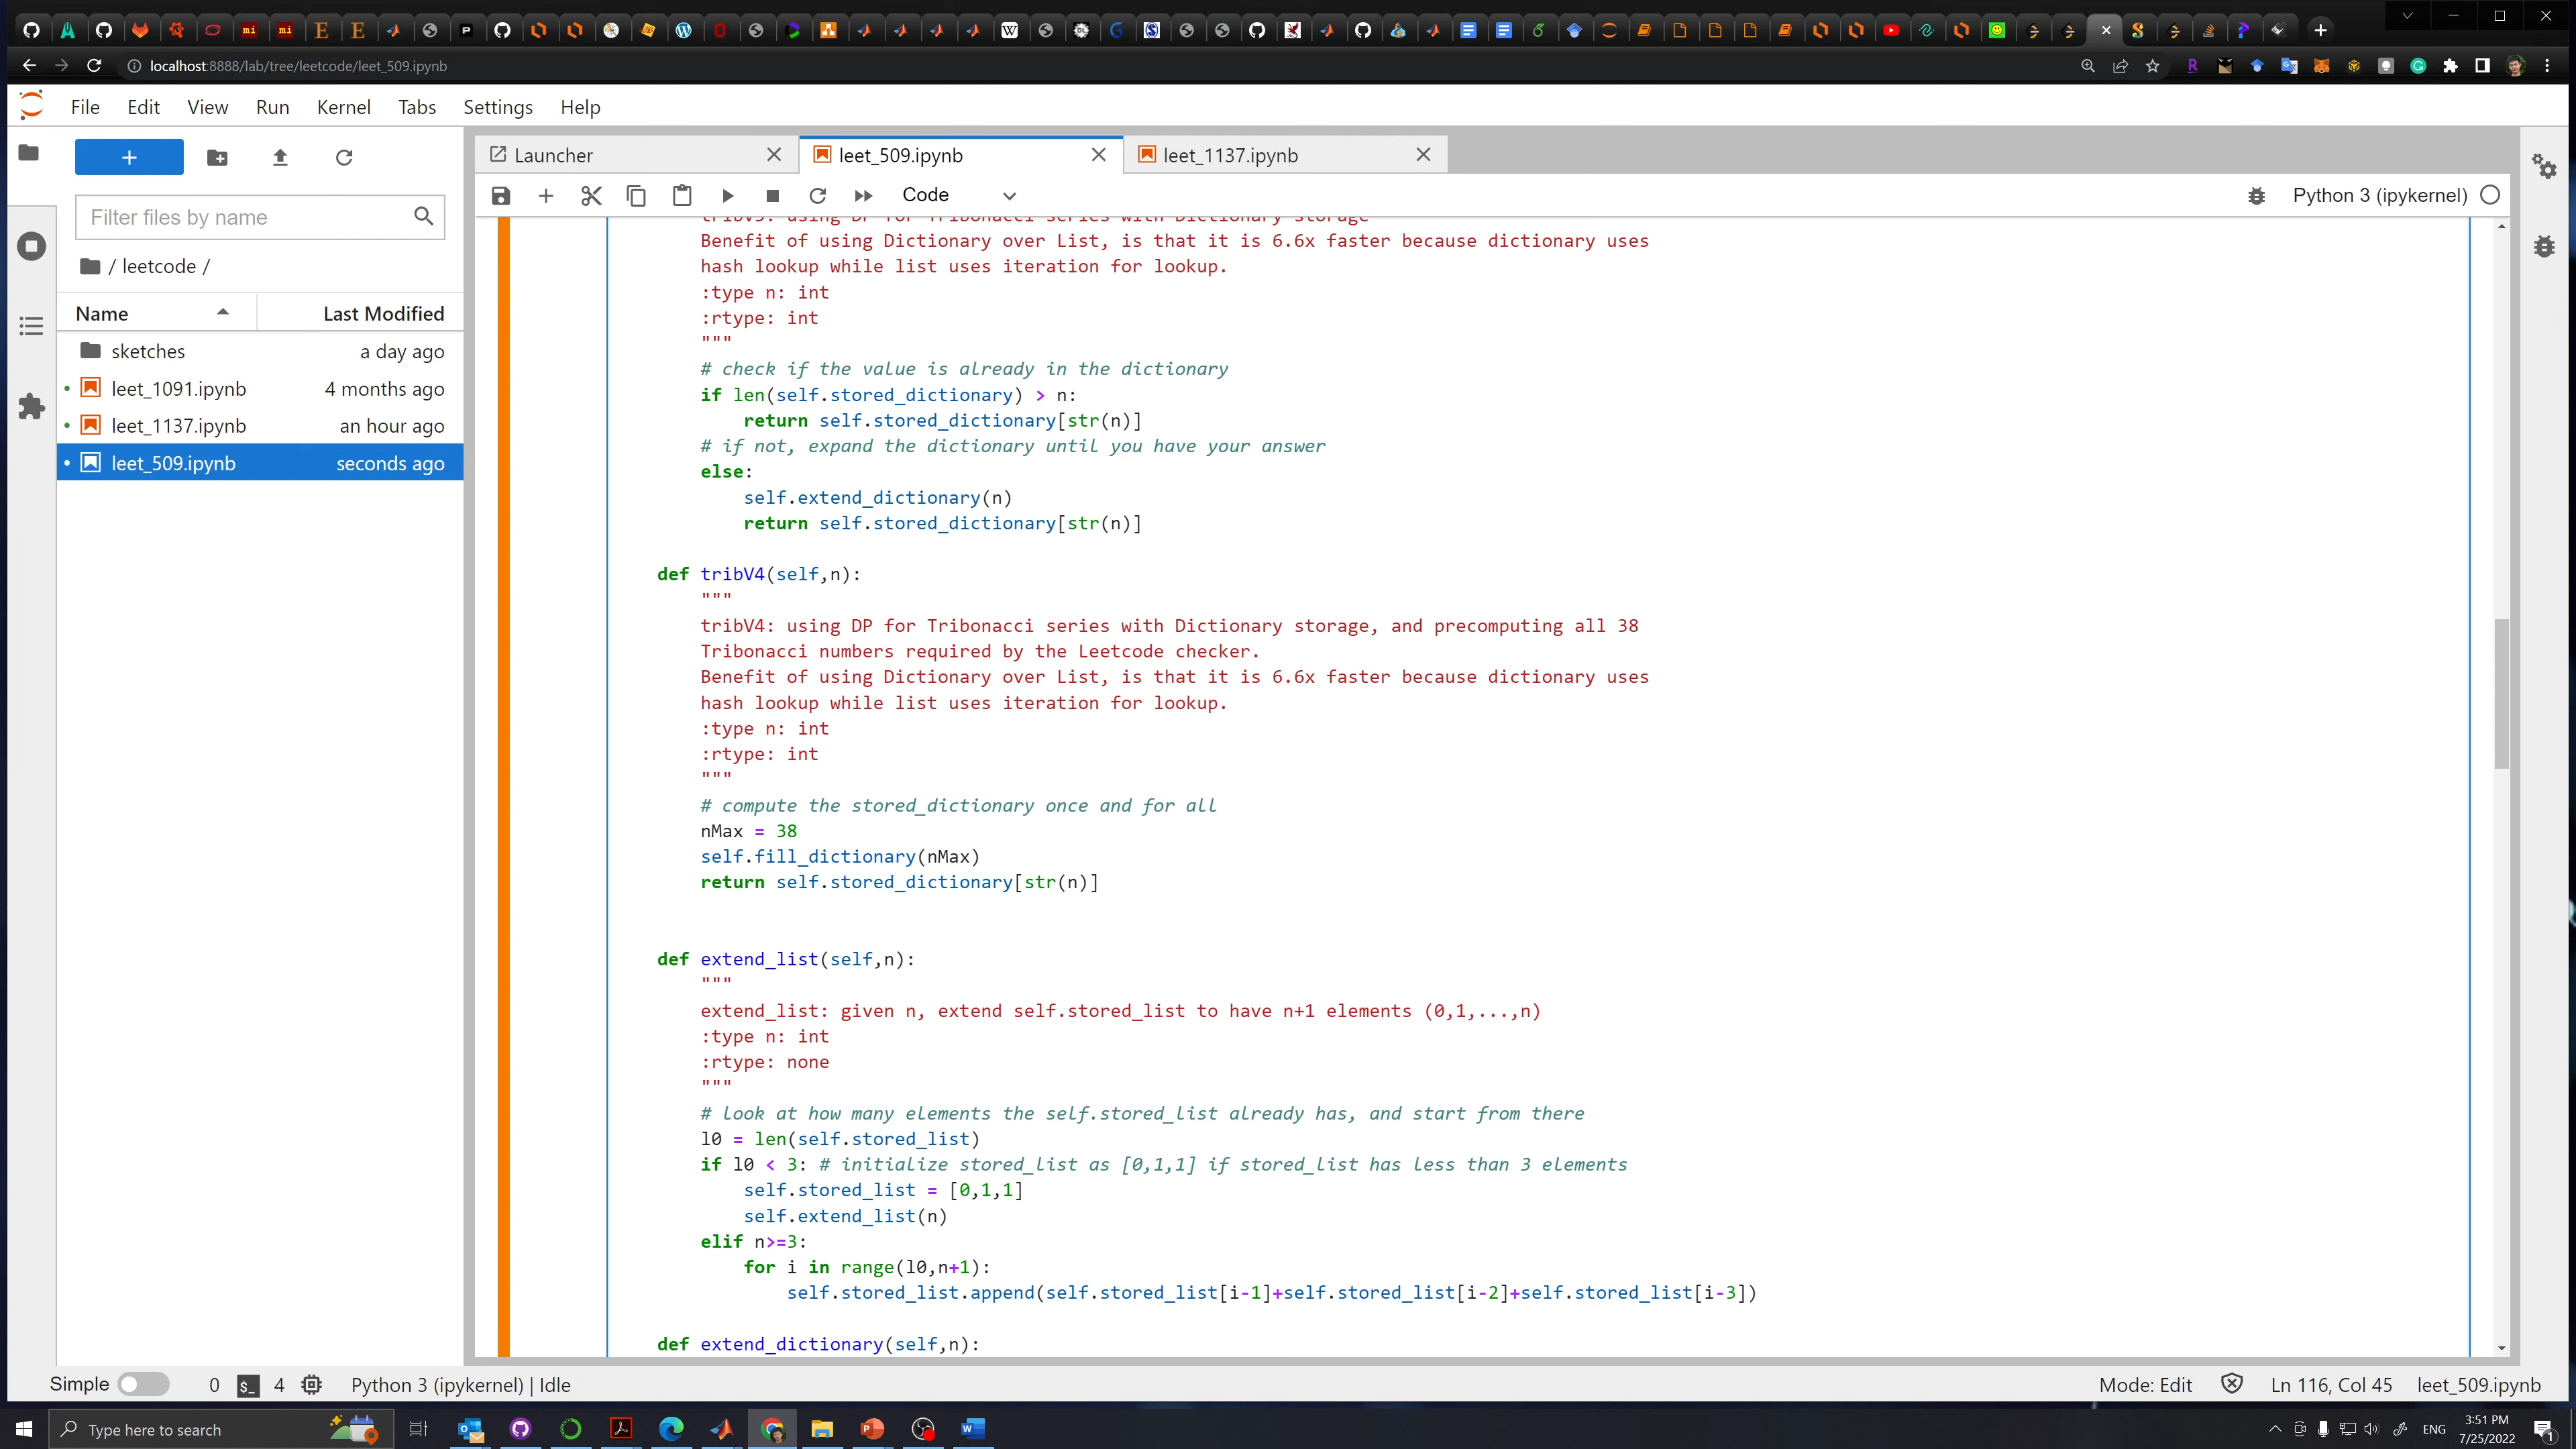 localhost:8888/lab/tree/leetcode/leet_509.ipynb
File Edit View Run Kernel Tabs Settings Help
Launcher
leet_509.ipynb
leet_1137.ipynb
Code
Python 3 (ipykernel)
Filter files by name
/ leetcode /
Name Last Modified
sketches a day ago
leet_1091.ipynb 4 months ago
leet_1137.ipynb an hour ago
leet_509.ipynb seconds ago
tribV3: using DP for Tribonacci series with Dictionary storage
Benefit of using Dictionary over List, is that it is 6.6x faster because dictionary uses
hash lookup while list uses iteration for lookup.
:type n: int
:rtype: int
"""
# check if the value is already in the dictionary
if len(self.stored_dictionary) > n:
return self.stored_dictionary[str(n)]
# if not, expand the dictionary until you have your answer
else:
self.extend_dictionary(n)
return self.stored_dictionary[str(n)]
def tribV4(self,n):
"""
tribV4: using DP for Tribonacci series with Dictionary storage, and precomputing all 38
Tribonacci numbers required by the Leetcode checker.
Benefit of using Dictionary over List, is that it is 6.6x faster because dictionary uses
hash lookup while list uses iteration for lookup.
:type n: int
:rtype: int
"""
# compute the stored_dictionary once and for all
nMax = 38
self.fill_dictionary(nMax)
return self.stored_dictionary[str(n)]
def extend_list(self,n):
"""
extend_list: given n, extend self.stored_list to have n+1 elements (0,1,...,n)
:type n: int
:rtype: none
"""
# look at how many elements the self.stored_list already has, and start from there
l0 = len(self.stored_list)
if l0 < 3: # initialize stored_list as [0,1,1] if stored_list has less than 3 elements
self.stored_list = [0,1,1]
self.extend_list(n)
elif n>=3:
for i in range(l0,n+1):
self.stored_list.append(self.stored_list[i-1]+self.stored_list[i-2]+self.stored_list[i-3])
def extend_dictionary(self,n):
Simple 0 4 Python 3 (ipykernel) | Idle
Mode: Edit Ln 116, Col 45 leet_509.ipynb
Type here to search
ENG
3:51 PM
7/25/2022